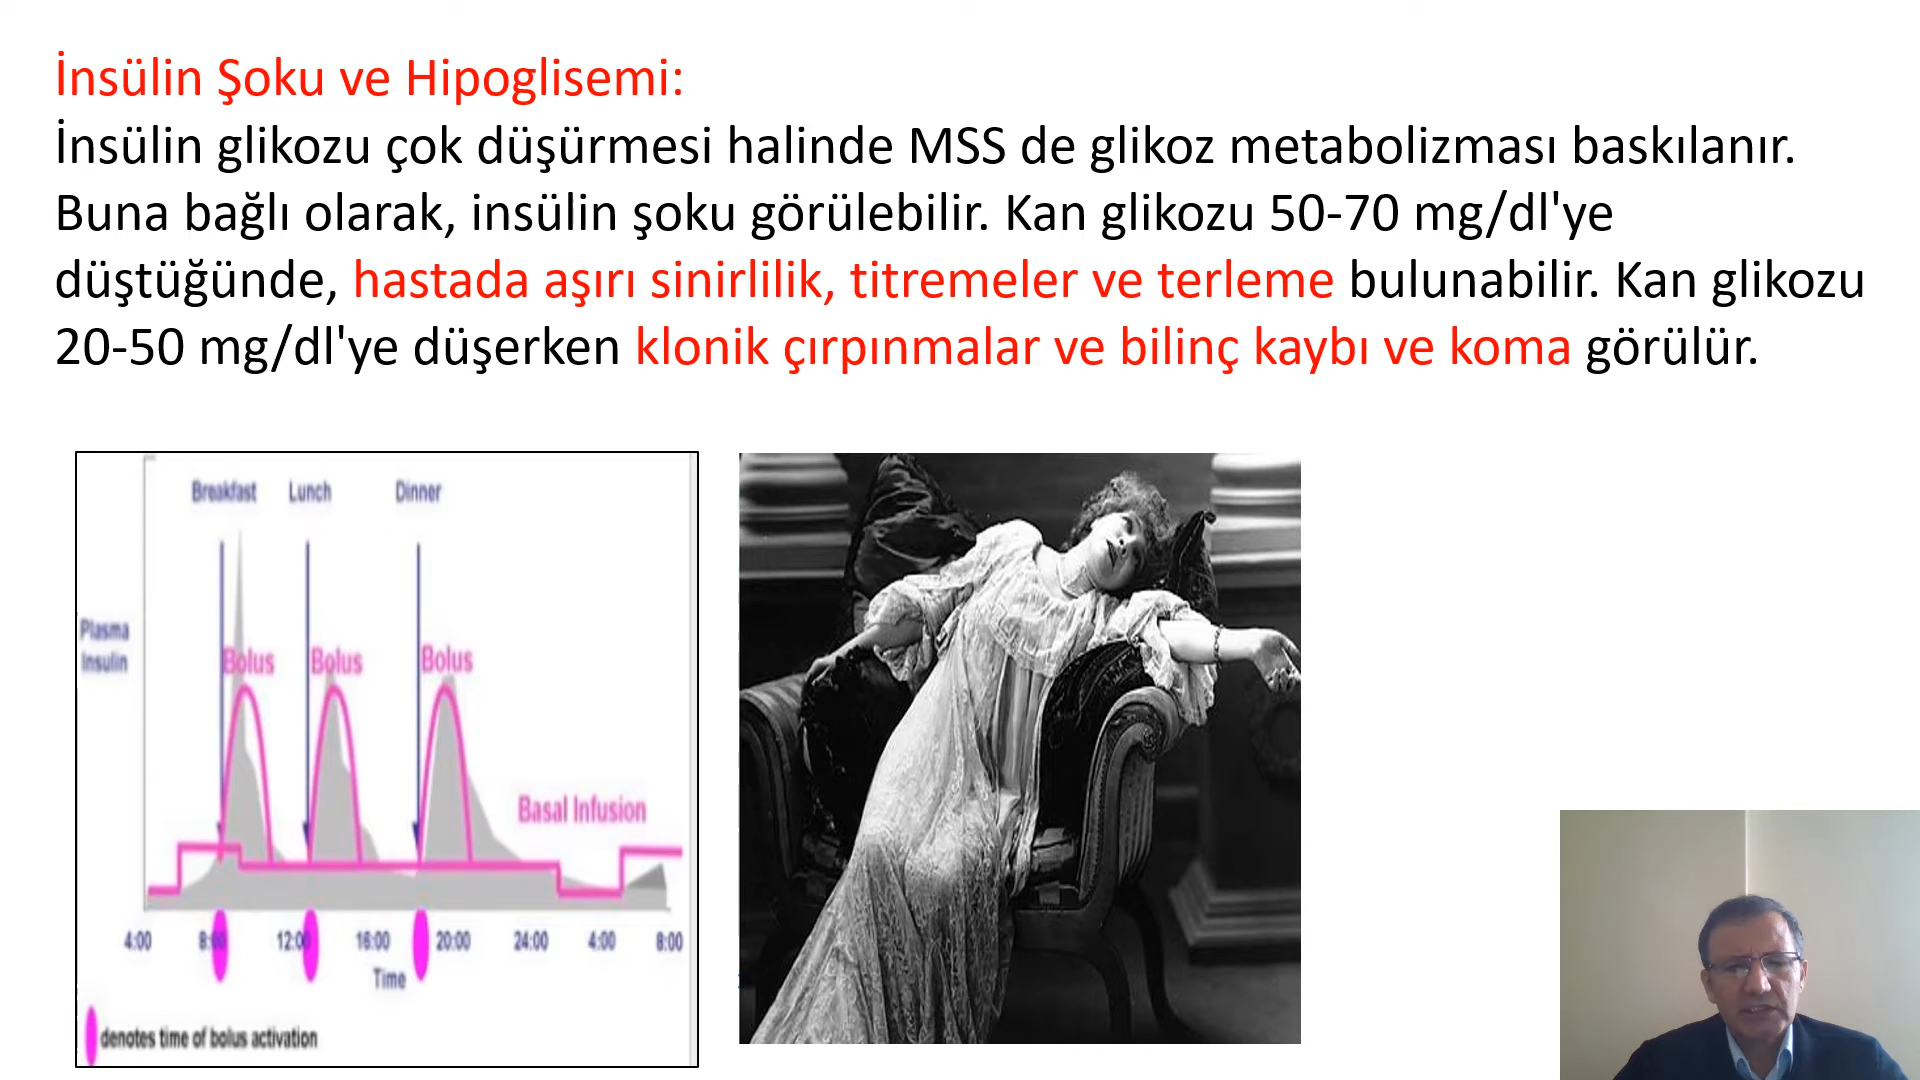 İnsülin Şoku ve Hipoglisemi:
İnsülin glikozu çok düşürmesi halinde MSS de glikoz metabolizması baskılanır.
Buna bağlı olarak, insülin şoku görülebilir. Kan glikozu 50-70 mg/dl'ye
düştüğünde, hastada aşırı sinirlilik, titremeler ve terleme bulunabilir. Kan glikozu
20-50 mg/dl'ye düşerken klonik çırpınmalar ve bilinç kaybı ve koma görülür.
Breakfast Lunch Dinner
Plasma
Insulin
Bolus Bolus Bolus
Basal Infusion
4:00 8:00 12:00 16:00 20:00 24:00 4:00 8:00
Time
denotes time of bolus activation